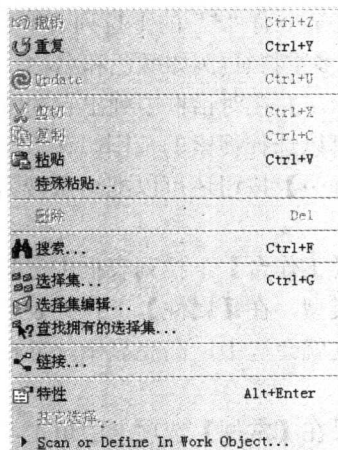 撤销 Ctrl+Z
重复 Ctrl+Y
Update Ctrl+U
剪切 Ctrl+X
复制 Ctrl+C
粘贴 Ctrl+V
特殊粘贴...
删除 Del
搜索... Ctrl+F
选择集... Ctrl+G
选择集编辑...
查找拥有的选择集...
链接...
特性 Alt+Enter
其它选择...
Scan or Define In Work Object...